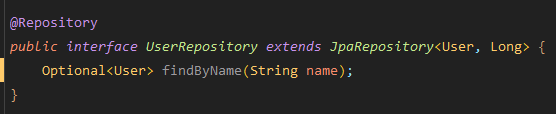 @Repository
public interface UserRepository extends JpaRepository<User, Long> {
Optional<User> findByName(String name);
}